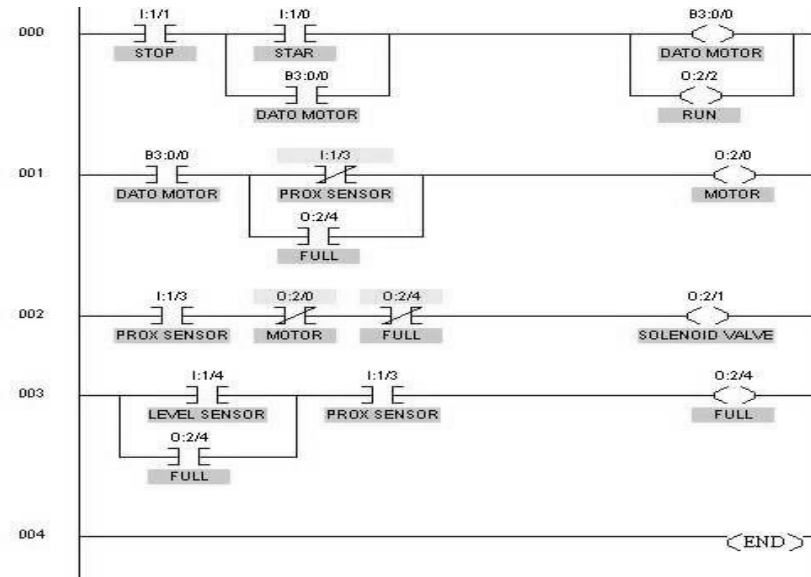 I:1/1 I:1/0 B3:0/0
000
STOP STAR DATO MOTOR
B3:0/0 O:2/2
DATO MOTOR RUN
B3:0/0 I:1/3 O:2/0
001
DATO MOTOR PROX SENSOR MOTOR
O:2/4
FULL
I:1/3 O:2/0 O:2/4 O:2/1
002
PROX SENSOR MOTOR FULL SOLENOID VALVE
I:1/4 I:1/3 O:2/4
003
LEVEL SENSOR PROX SENSOR FULL
O:2/4
FULL
004
END